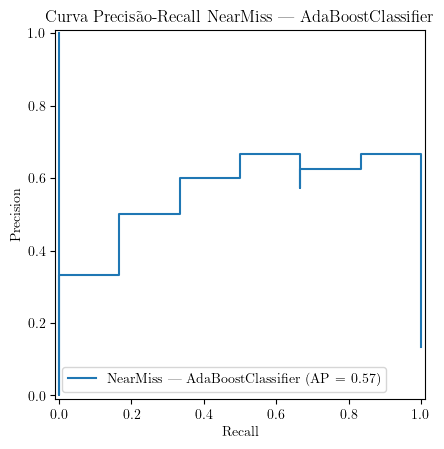 Curva Precisão-Recall NearMiss — AdaBoostClassifier
1.0
0.8
0.6
0.4
0.2
0.0
Precision
NearMiss — AdaBoostClassifier (AP = 0.57)
0.0 0.2 0.4 0.6 0.8 1.0
Recall